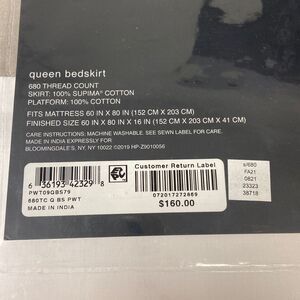 queen bedskirt
680 THREAD COUNT
SKIRT: 100% SUPIMA® COTTON
PLATFORM: 100% COTTON
FITS MATTRESS 60 IN X 80 IN (152 CM X 203 CM)
FINISHED SIZE 60 IN X 80 IN X 16 IN (152 CM X 203 CM X 41 CM)
CARE INSTRUCTIONS: MACHINE WASHABLE. SEE SEWN LABEL FOR CARE.
MADE IN INDIA EXPRESSLY FOR
BLOOMINGDALE'S, NY, NY 10022 ©2019 HP-Z9010056
6 36193 42329 8
PWT09QBS79
680TC Q BS PWT
MADE IN INDIA
Customer Return Label
072017272869
$160.00
si680
FA21
0821
23323
38718